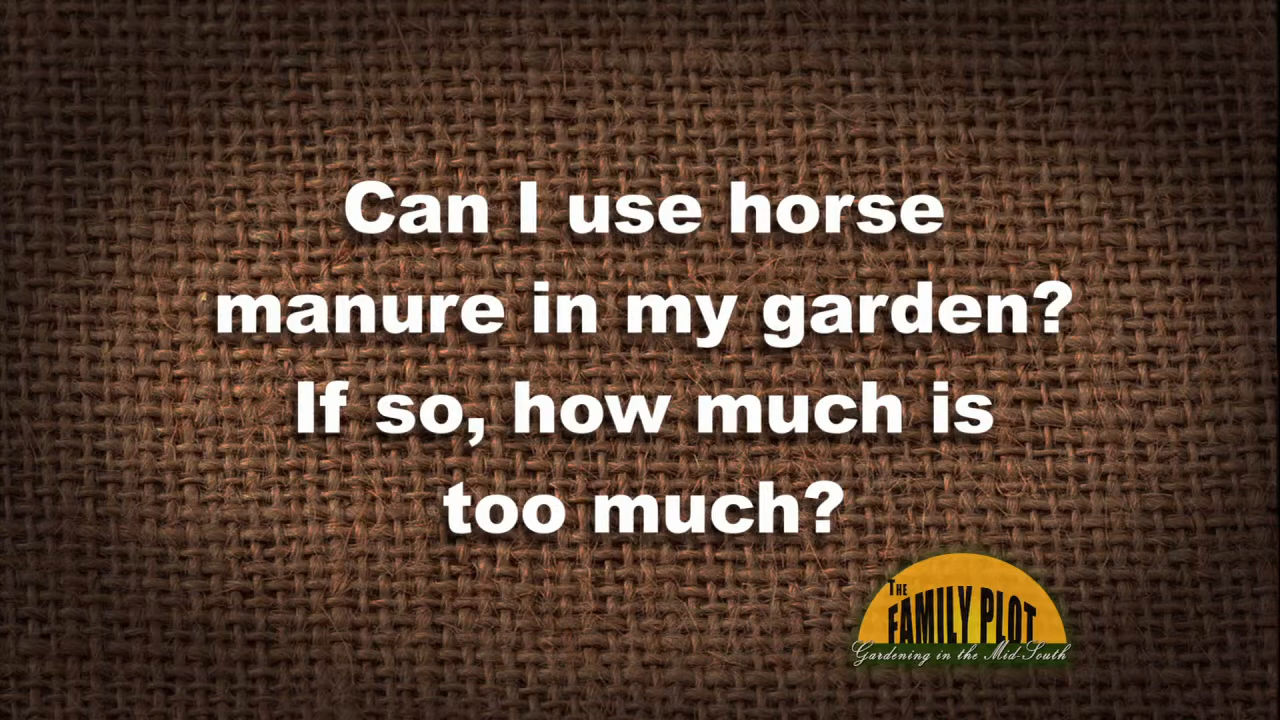 Can I use horse
manure in my garden?
If so, how much is
too much?
THE
FAMILY PLOT
Gardening in the Mid-South